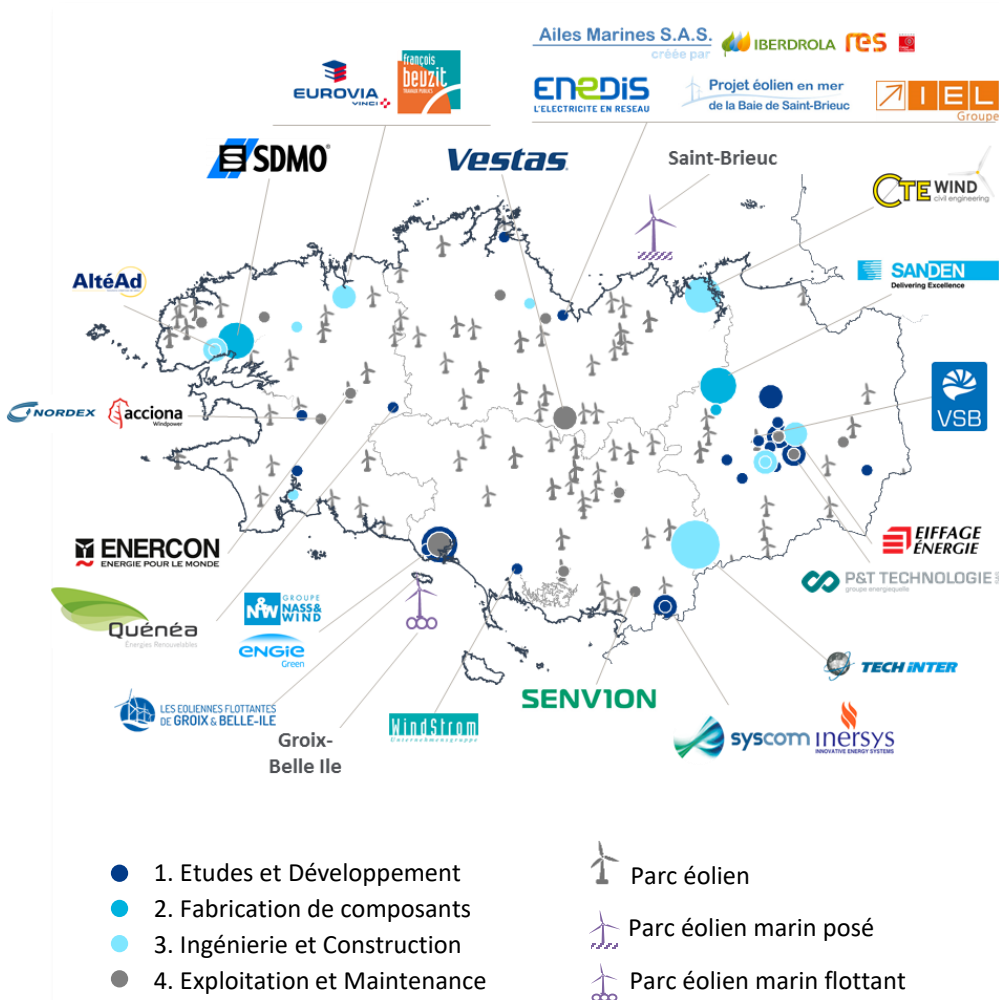 Ailes Marines S.A.S.
créée par
IBERDROLA
res
françois
beuzit
TRAVAUX PUBLICS
EUROVIA
VINCI
ENEDIS
L'ELECTRICITE EN RESEAU
Projet éolien en mer
de la Baie de Saint-Brieuc
IEL
Groupe
SDMO
Vestas
Saint-Brieuc
CTE WIND
civil engineering
AltéAd
SANDEN
Delivering Excellence
NORDEX
acciona
Windpower
VSB
ENERCON
ENERGIE POUR LE MONDE
EIFFAGE
ÉNERGIE
P&T TECHNOLOGIE
groupe energiequelle
Quénéa
Énergies Renouvelables
GROUPE
N&W NASS&
WIND
ENGIE
Green
TECH INTER
LES EOLIENNES FLOTTANTES
DE GROIX & BELLE-ILE
WindStrom
Unternehmensgruppe
SENVION
syscom
inersys
INNOVATIVE ENERGY SYSTEMS
Groix-
Belle Ile
1. Etudes et Développement
2. Fabrication de composants
3. Ingénierie et Construction
4. Exploitation et Maintenance
Parc éolien
Parc éolien marin posé
Parc éolien marin flottant